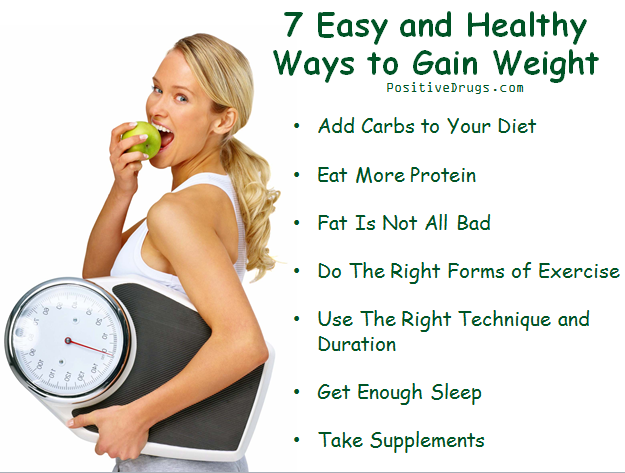 7 Easy and Healthy
Ways to Gain Weight
PositiveDrugs.com
• Add Carbs to Your Diet
• Eat More Protein
• Fat Is Not All Bad
• Do The Right Forms of Exercise
• Use The Right Technique and
Duration
• Get Enough Sleep
• Take Supplements